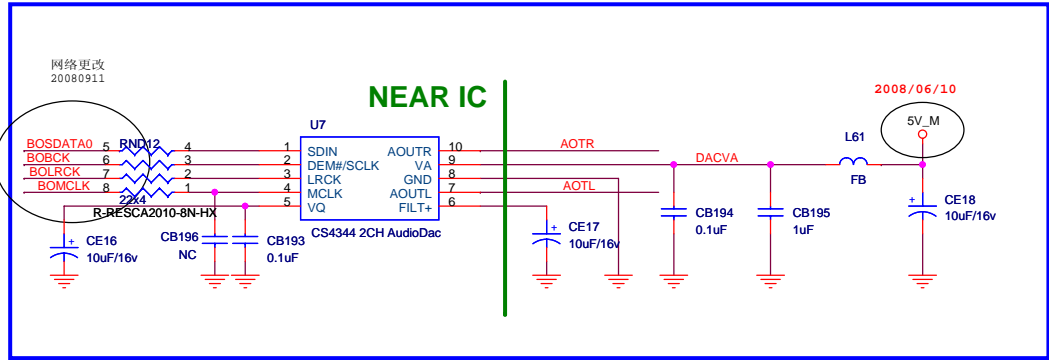 网络更改
20080911
NEAR IC
2008/06/10
5V_M
U7
L61
FB
BOSDATA0 5 RND12 4 1 SDIN AOUTR 10 AOTR
BOBCK 6 3 2 DEM#/SCLK VA 9 DACVA
BOLRCK 7 2 3 LRCK GND 8
BOMCLK 8 1 4 MCLK AOUTL 7 AOTL
22x4 5 VQ FILT+ 6
R-RESCA2010-8N-HX
CS4344 2CH AudioDac
+ CE16
10uF/16v
CB196
NC
CB193
0.1uF
+ CE17
10uF/16v
CB194
0.1uF
CB195
1uF
+ CE18
10uF/16v